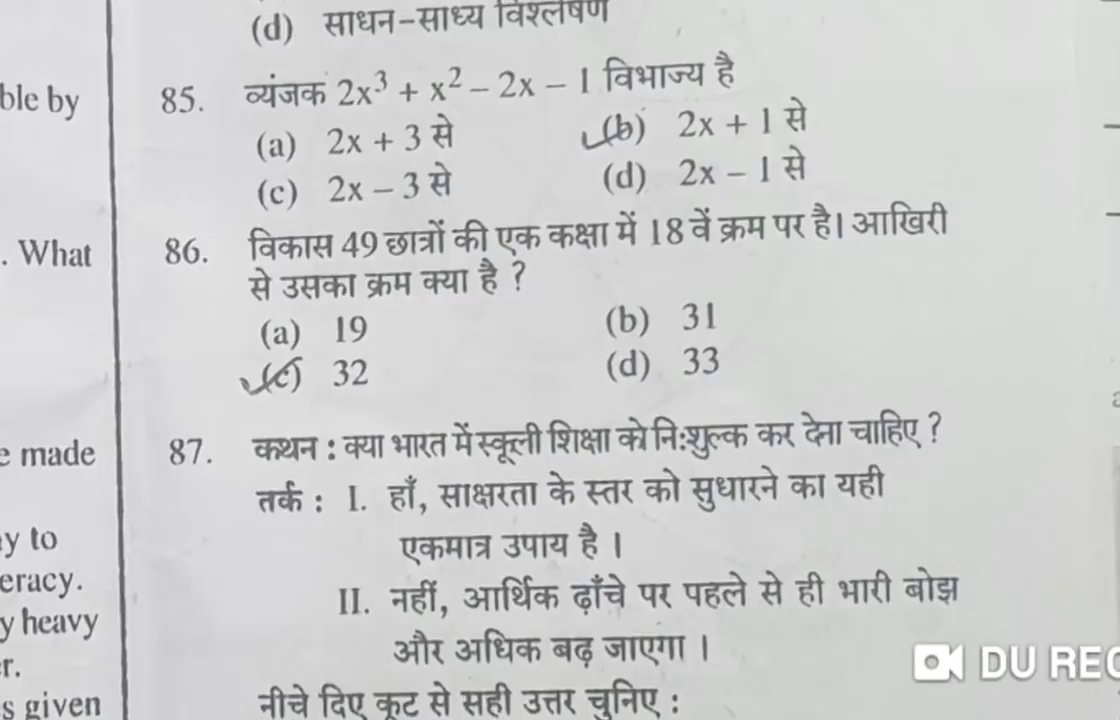 (d) साधन-साध्य विश्लेषण
ble by
85. व्यंजक 2x³ + x² – 2x – 1 विभाज्य है
(a) 2x + 3 से (b) 2x + 1 से
(c) 2x – 3 से (d) 2x – 1 से
. What
86. विकास 49 छात्रों की एक कक्षा में 18 वें क्रम पर है। आखिरी
से उसका क्रम क्या है ?
(a) 19 (b) 31
(c) 32 (d) 33
e made
87. कथन : क्या भारत में स्कूली शिक्षा को नि:शुल्क कर देना चाहिए ?
तर्क : I. हाँ, साक्षरता के स्तर को सुधारने का यही
y to
एकमात्र उपाय है ।
eracy.
II. नहीं, आर्थिक ढ़ाँचे पर पहले से ही भारी बोझ
y heavy
और अधिक बढ़ जाएगा ।
r.
s given
नीचे दिए कूट से सही उत्तर चुनिए :
DU REC